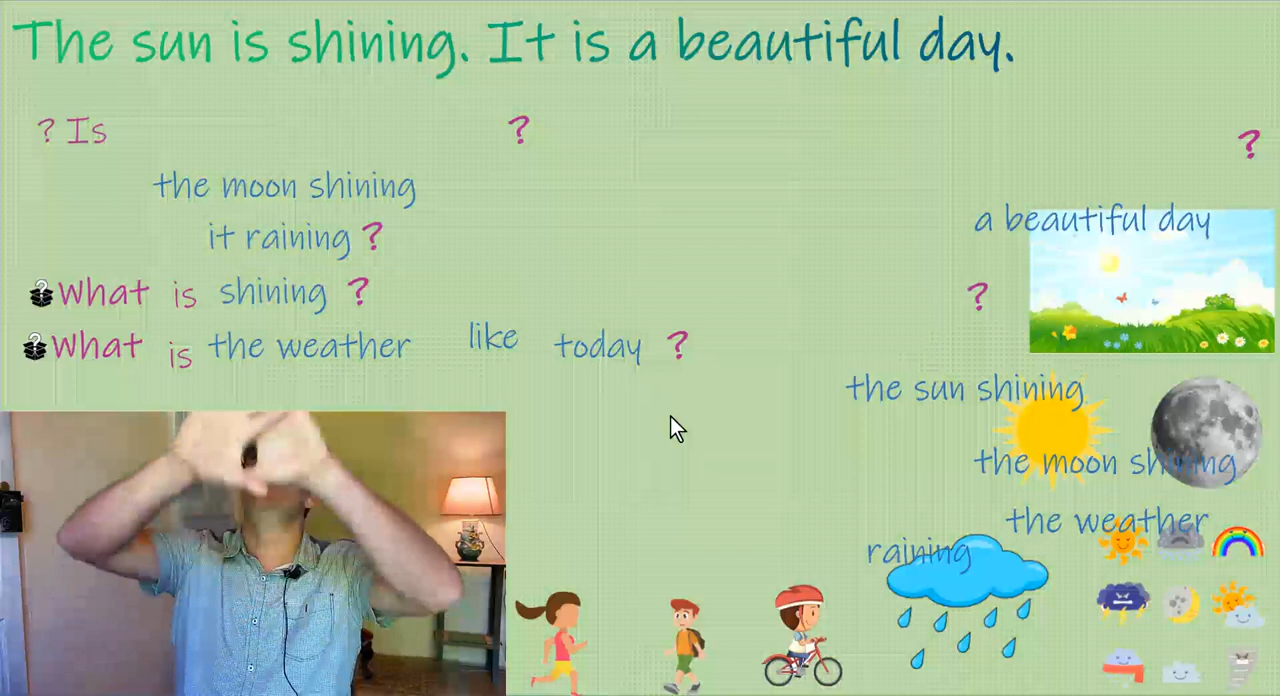 The sun is shining. It is a beautiful day.
? Is ? ?
the moon shining
a beautiful day
it raining ?
What is shining ? ?
What is the weather like today ?
the sun shining
the moon shining
the weather
raining